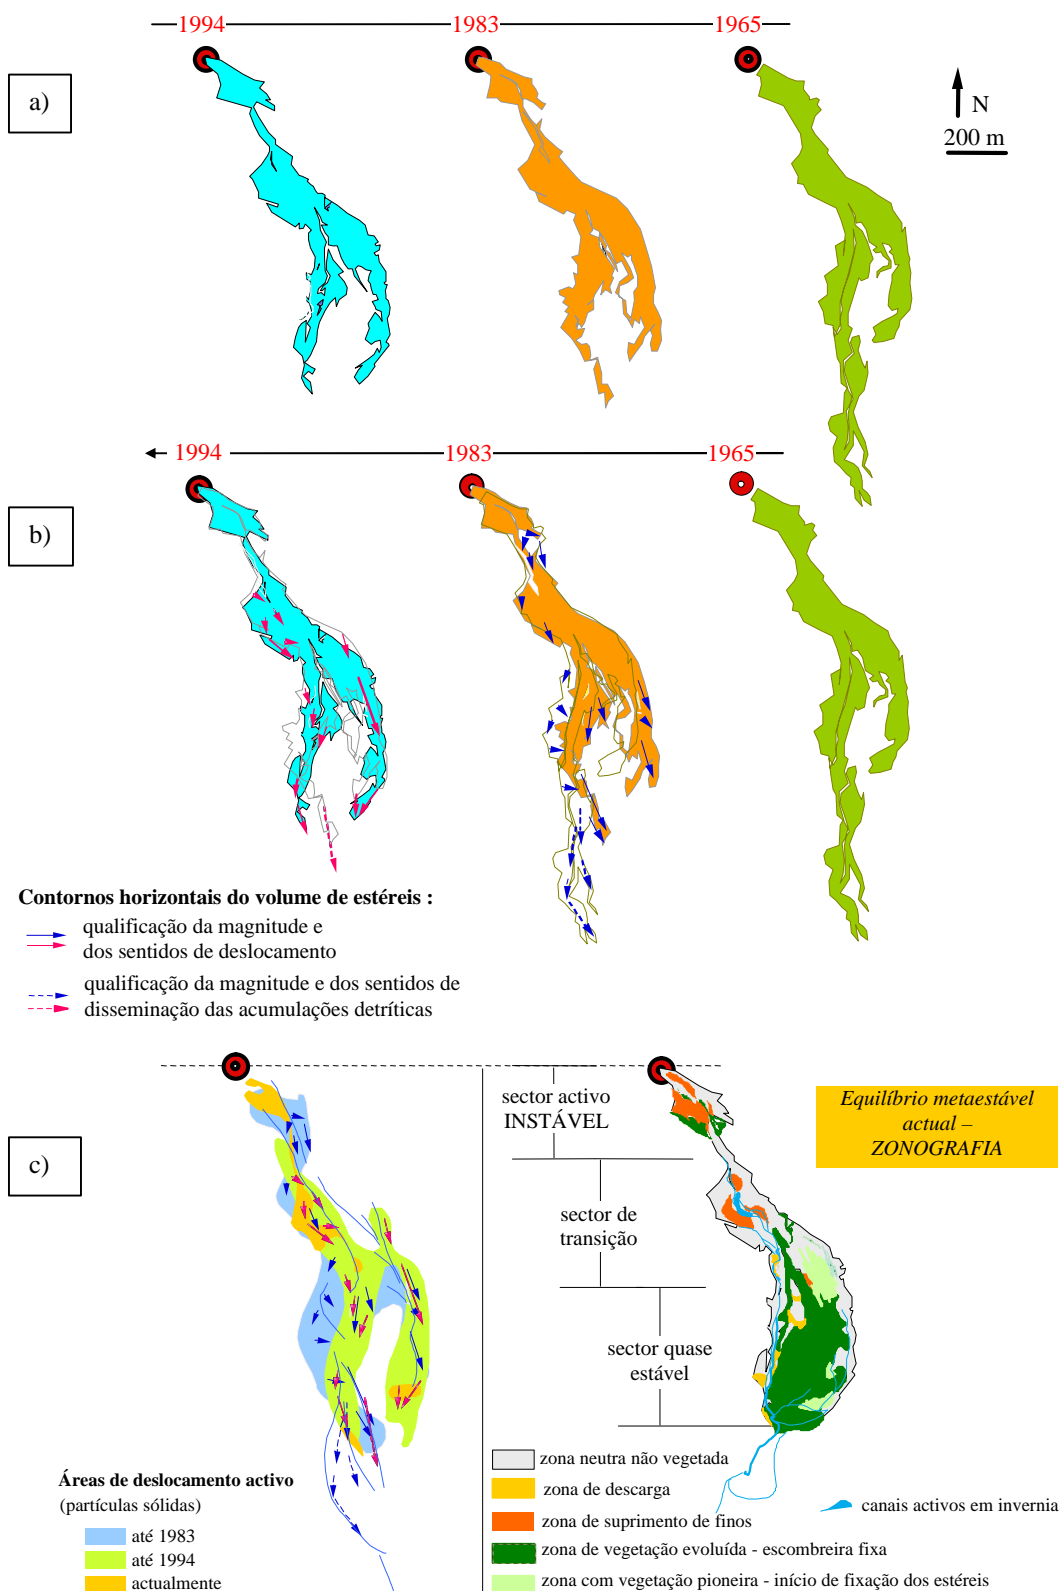 1994
1983
1965
a)
N
200 m
1994
1983
1965
b)
Contornos horizontais do volume de estéreis :
qualificação da magnitude e
dos sentidos de deslocamento
qualificação da magnitude e dos sentidos de
disseminação das acumulações detríticas
c)
sector activo
INSTÁVEL
sector de
transição
sector quase
estável
Equilíbrio metaestável
actual –
ZONOGRAFIA
Áreas de deslocamento activo
(partículas sólidas)
até 1983
até 1994
actualmente
zona neutra não vegetada
zona de descarga
zona de suprimento de finos
zona de vegetação evoluída - escombreira fixa
zona com vegetação pioneira - início de fixação dos estéreis
canais activos em invernia